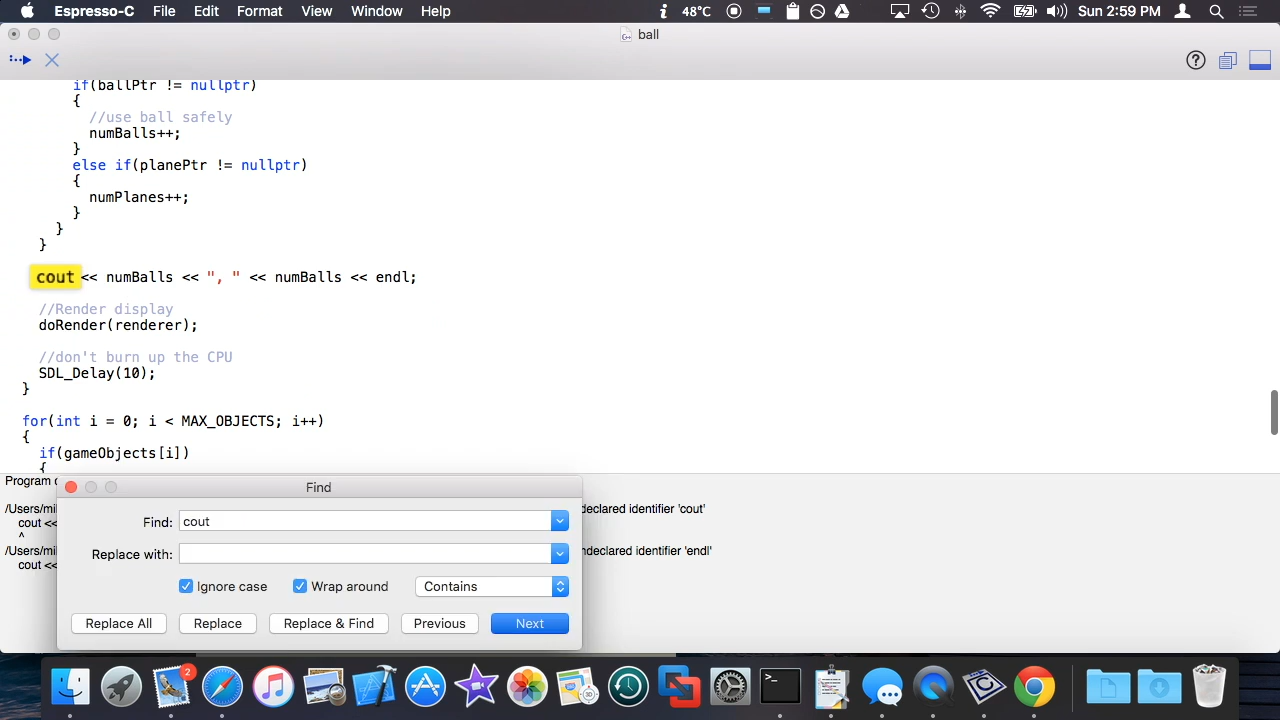 Espresso-C File Edit Format View Window Help 48°C Sun 2:59 PM
ball
if(ballPtr != nullptr)
{
//use ball safely
numBalls++;
}
else if(planePtr != nullptr)
{
numPlanes++;
}
}
}
cout << numBalls << ", " << numBalls << endl;
//Render display
doRender(renderer);
//don't burn up the CPU
SDL_Delay(10);
}
for(int i = 0; i < MAX_OBJECTS; i++)
{
if(gameObjects[i])
{
Program
Find
/Users/mi
declared identifier 'cout'
cout <<
Find: cout
^
/Users/mi
ndeclared identifier 'endl'
Replace with:
cout <<
Ignore case Wrap around Contains
Replace All Replace Replace & Find Previous Next
2
30
>_